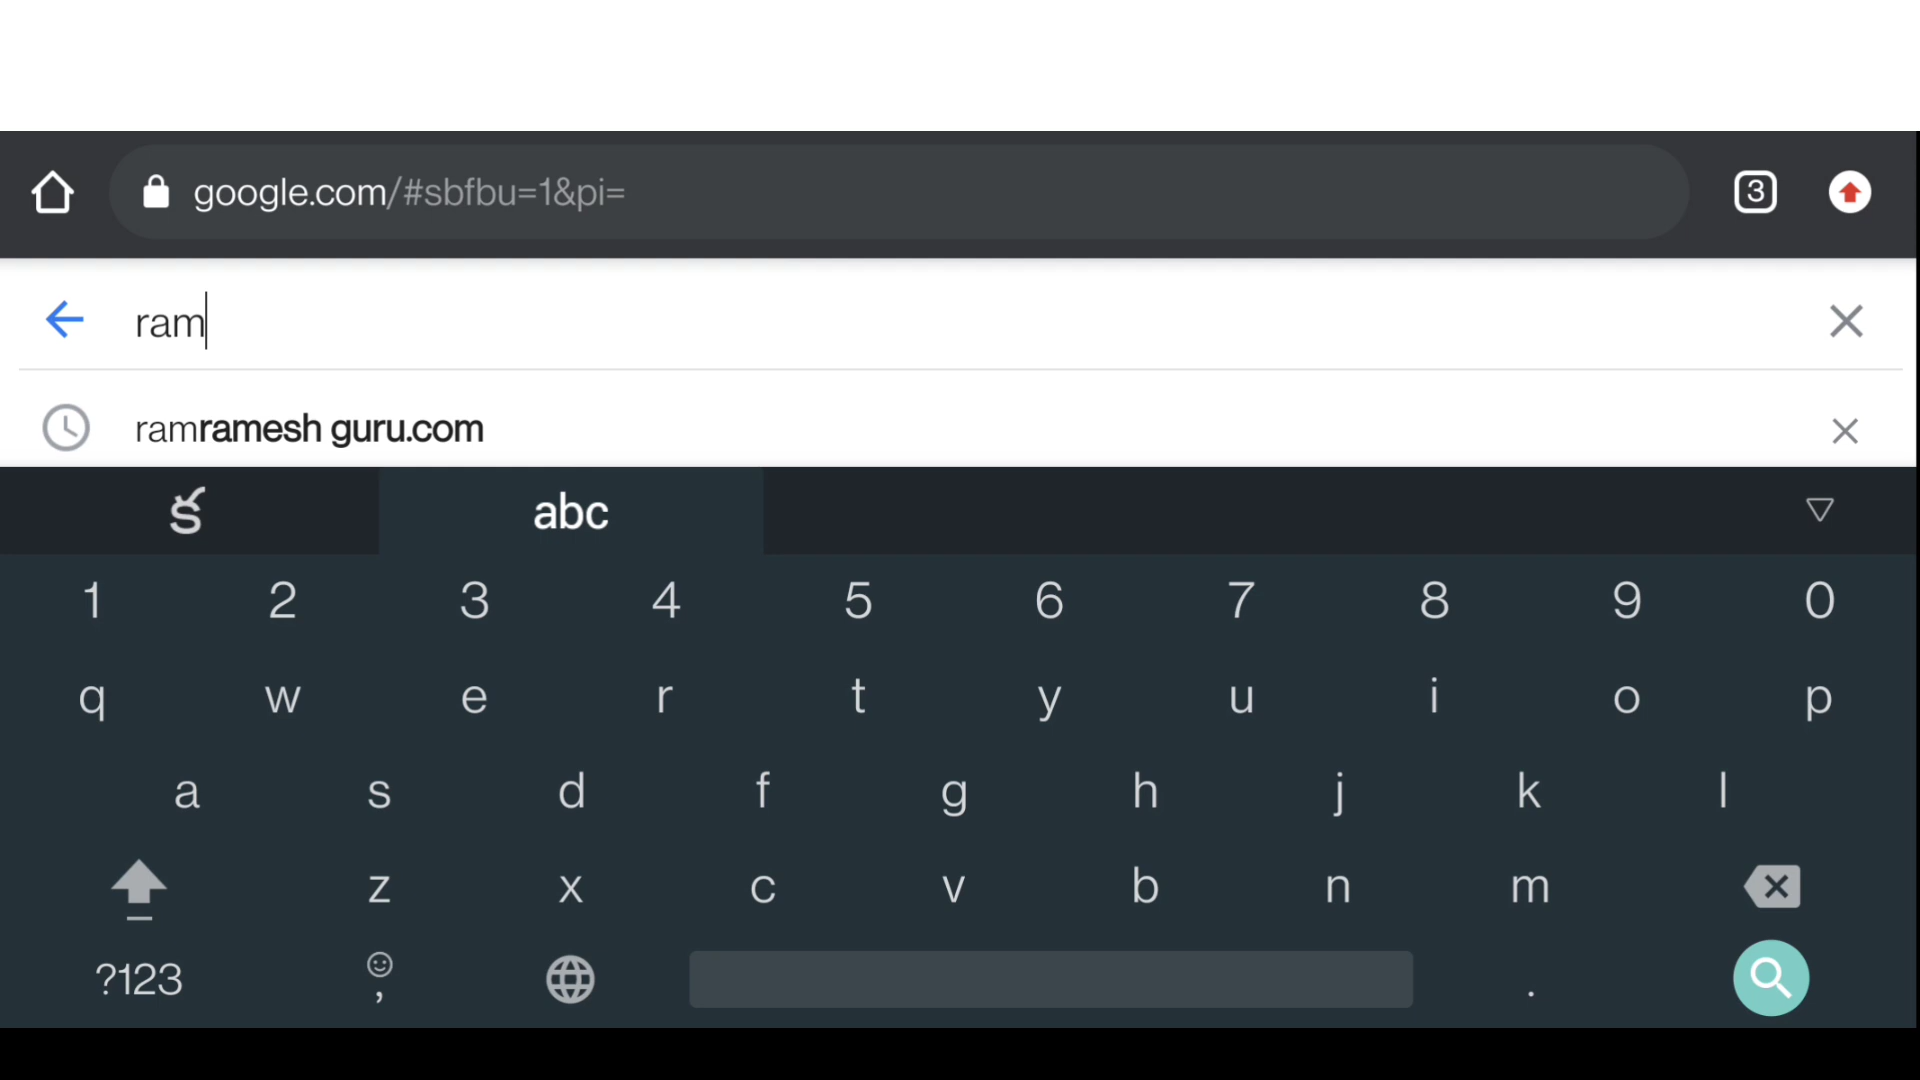 google.com/#sbfbu=1&pi=
3
ram
ramramesh guru.com
క abc
1 2 3 4 5 6 7 8 9 0
q w e r t y u i o p
a s d f g h j k l
z x c v b n m
?123 , .